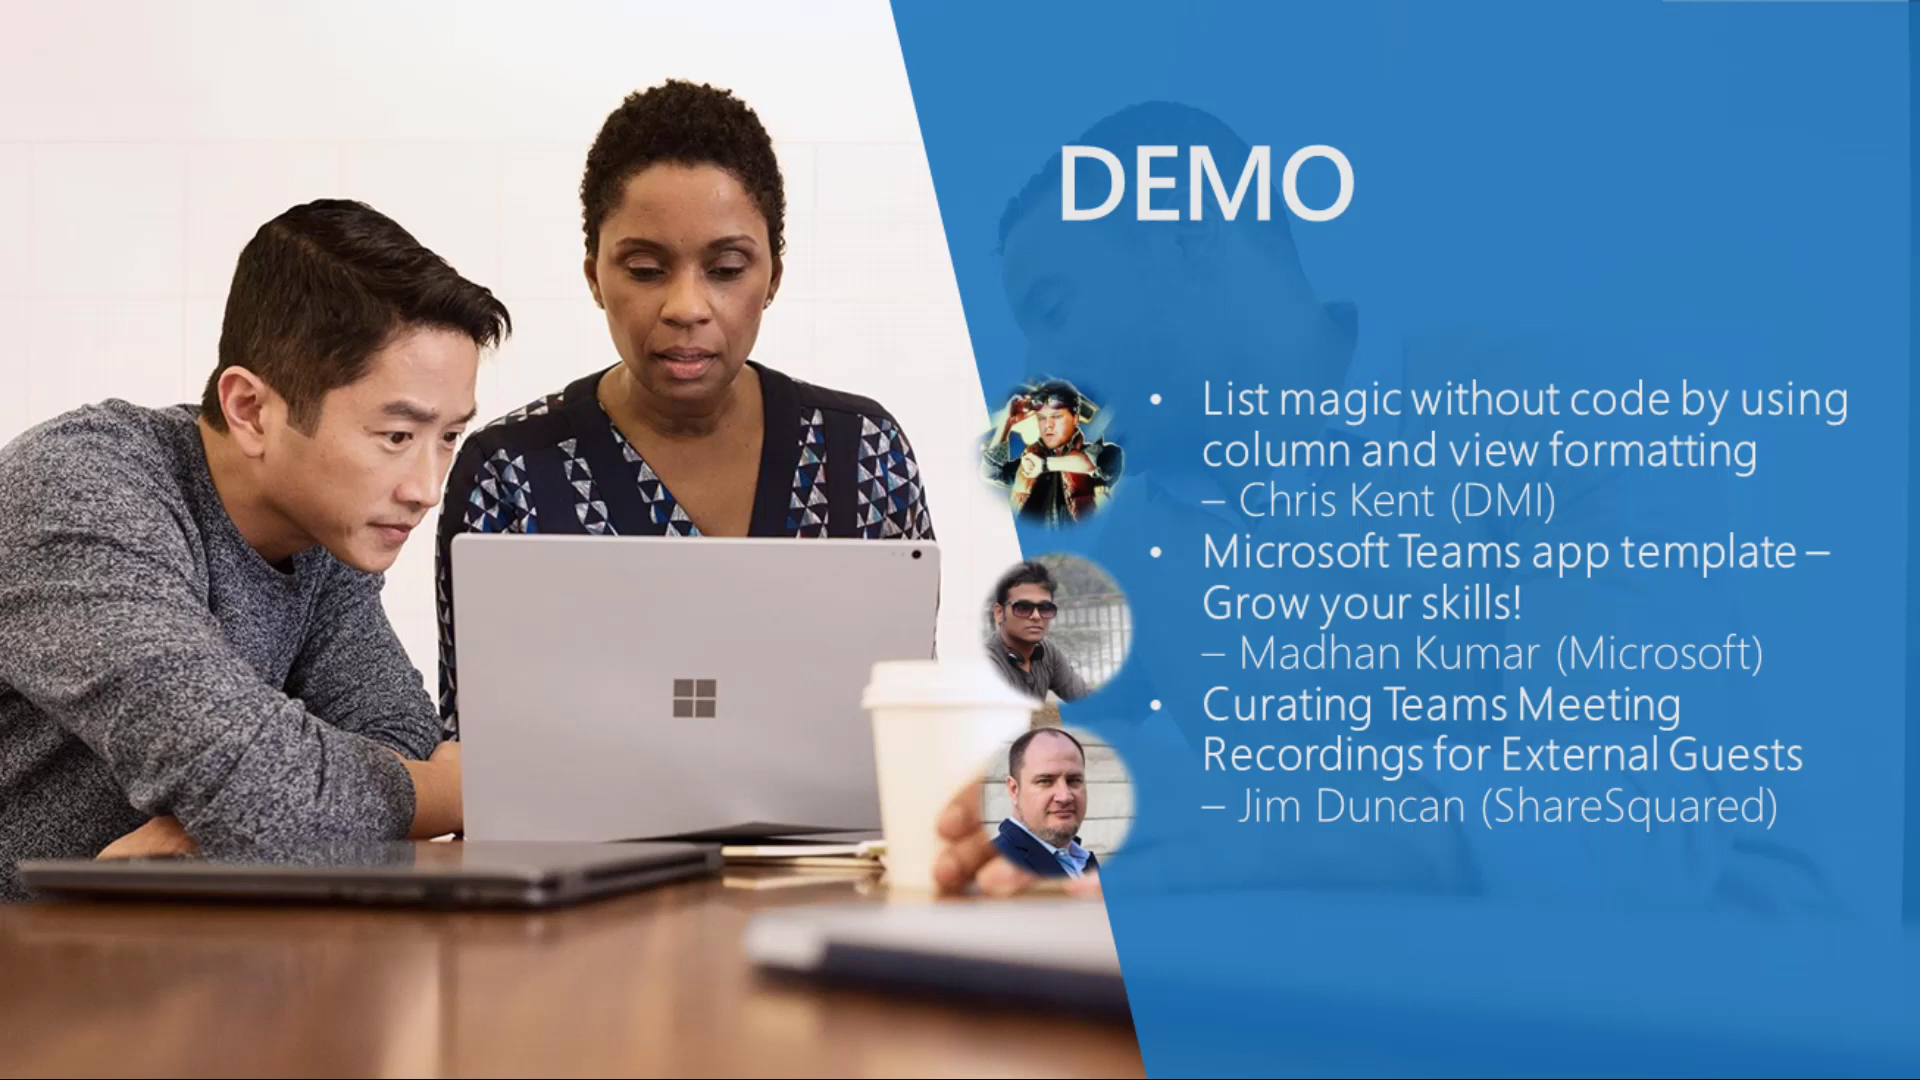 DEMO
• List magic without code by using
column and view formatting
– Chris Kent (DMI)
• Microsoft Teams app template –
Grow your skills!
– Madhan Kumar (Microsoft)
• Curating Teams Meeting
Recordings for External Guests
– Jim Duncan (ShareSquared)